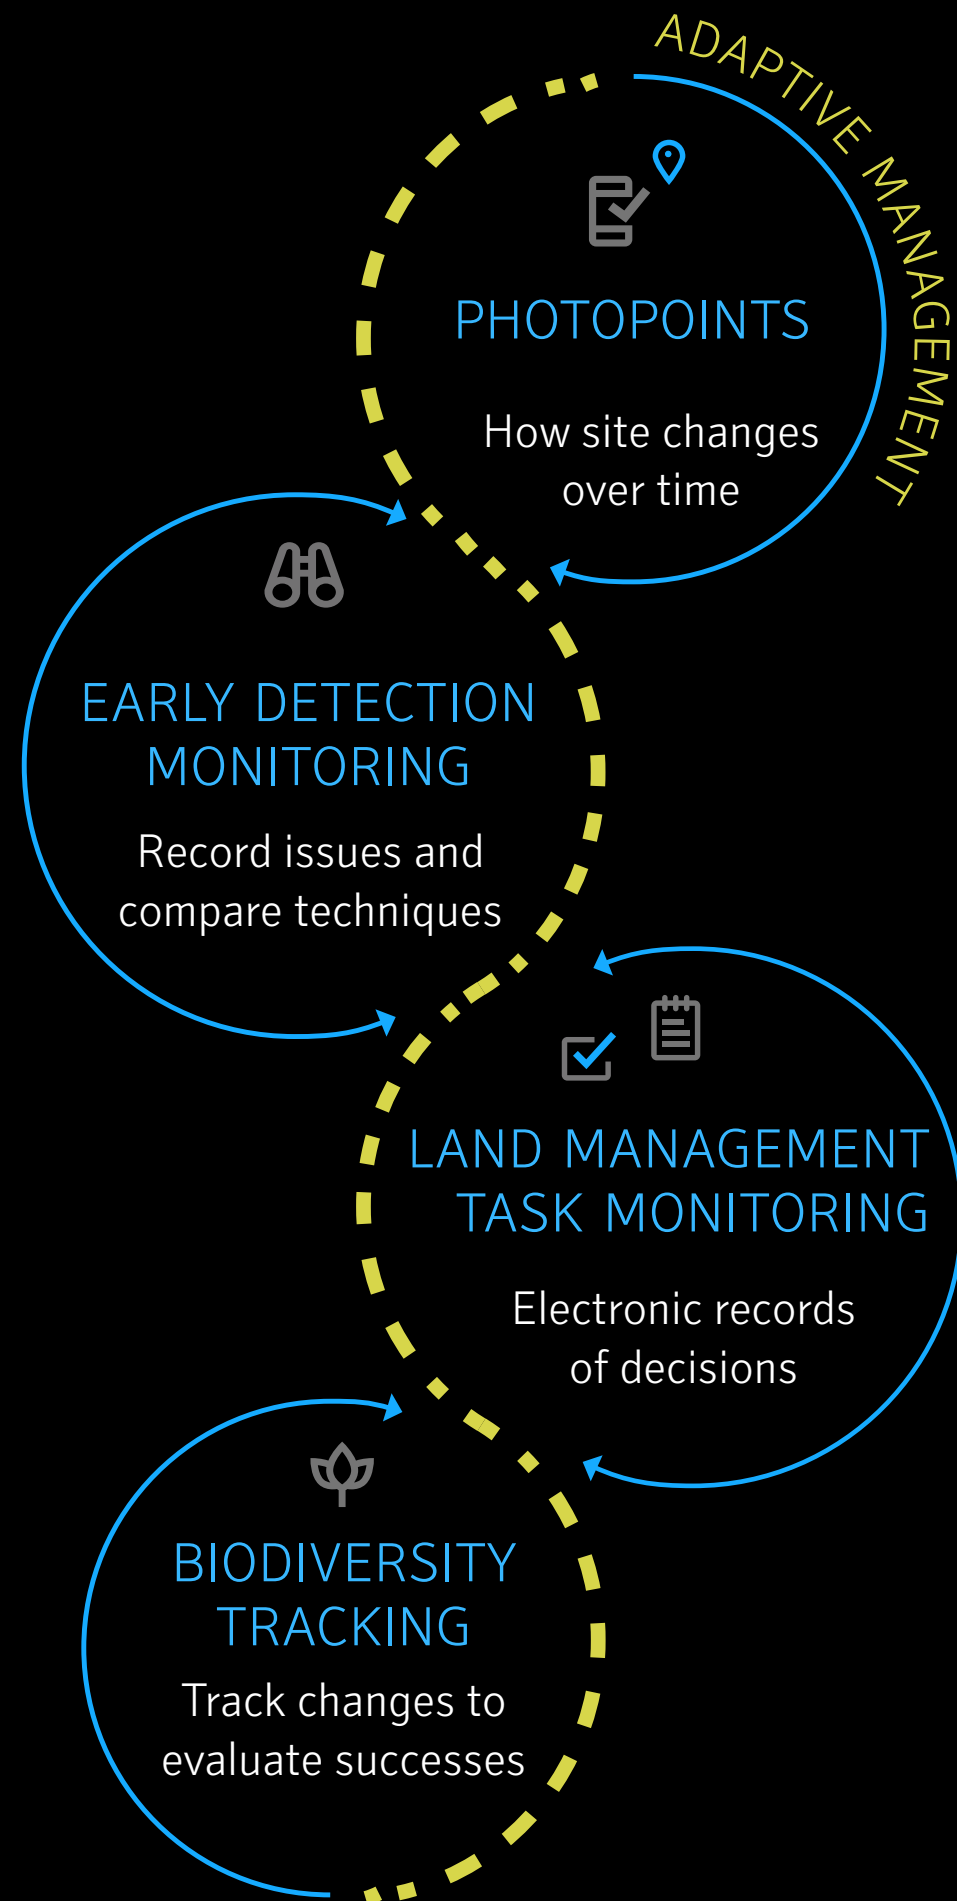 ADAPTIVE MANAGEMENT
PHOTOPOINTS
How site changes
over time
EARLY DETECTION
MONITORING
Record issues and
compare techniques
LAND MANAGEMENT
TASK MONITORING
Electronic records
of decisions
BIODIVERSITY
TRACKING
Track changes to
evaluate successes